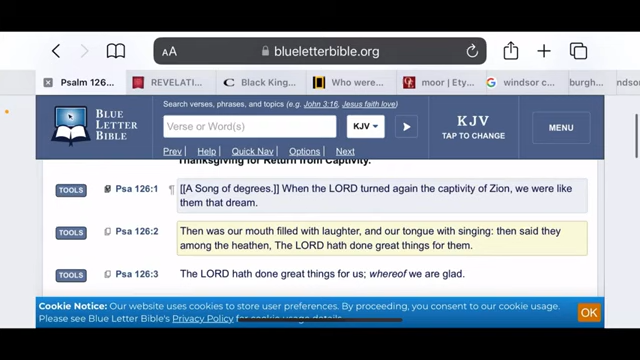 AA blueletterbible.org
Psalm 126... REVELATI... Black King... Who were... moor | Ety... windsor c... burgh... windso
Search verses, phrases, and topics (e.g. John 3:16, Jesus faith love)
BLUE
LETTER
BIBLE
Verse or Word(s)
KJV
KJV
TAP TO CHANGE
MENU
Prev | Help | Quick Nav | Options | Next
Thanksgiving for Return from Captivity.
TOOLS Psa 126:1 ¶ [[A Song of degrees.]] When the LORD turned again the captivity of Zion, we were like
them that dream.
TOOLS Psa 126:2 Then was our mouth filled with laughter, and our tongue with singing: then said they
among the heathen, The LORD hath done great things for them.
TOOLS Psa 126:3 The LORD hath done great things for us; whereof we are glad.
Cookie Notice: Our website uses cookies to store user preferences. By proceeding, you consent to our cookie usage.
Please see Blue Letter Bible's Privacy Policy for cookie usage details.
OK